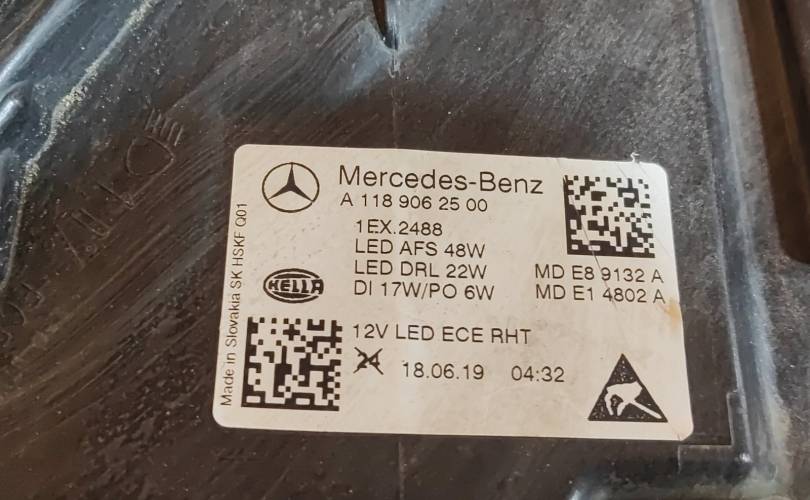 Mercedes-Benz
A 118 906 25 00
1EX.2488
LED AFS 48W
LED DRL 22W MD E8 9132 A
DI 17W/PO 6W MD E1 4802 A
HELLA
12V LED ECE RHT
18.06.19 04:32
Made in Slovakia SK HSKF Q01